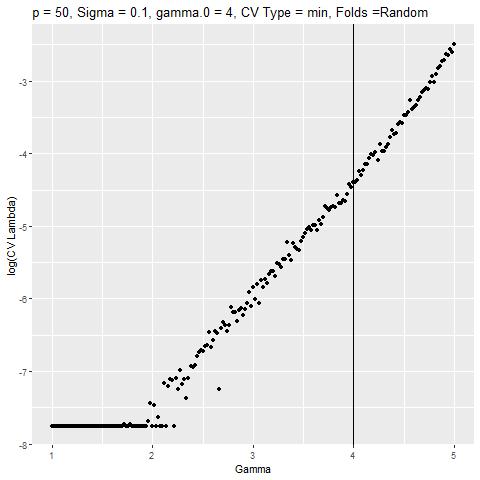 p = 50, Sigma = 0.1, gamma.0 = 4, CV Type = min, Folds =Random
-3
-4
-5
-6
-7
-8
log(CV Lambda)
1 2 3 4 5
Gamma